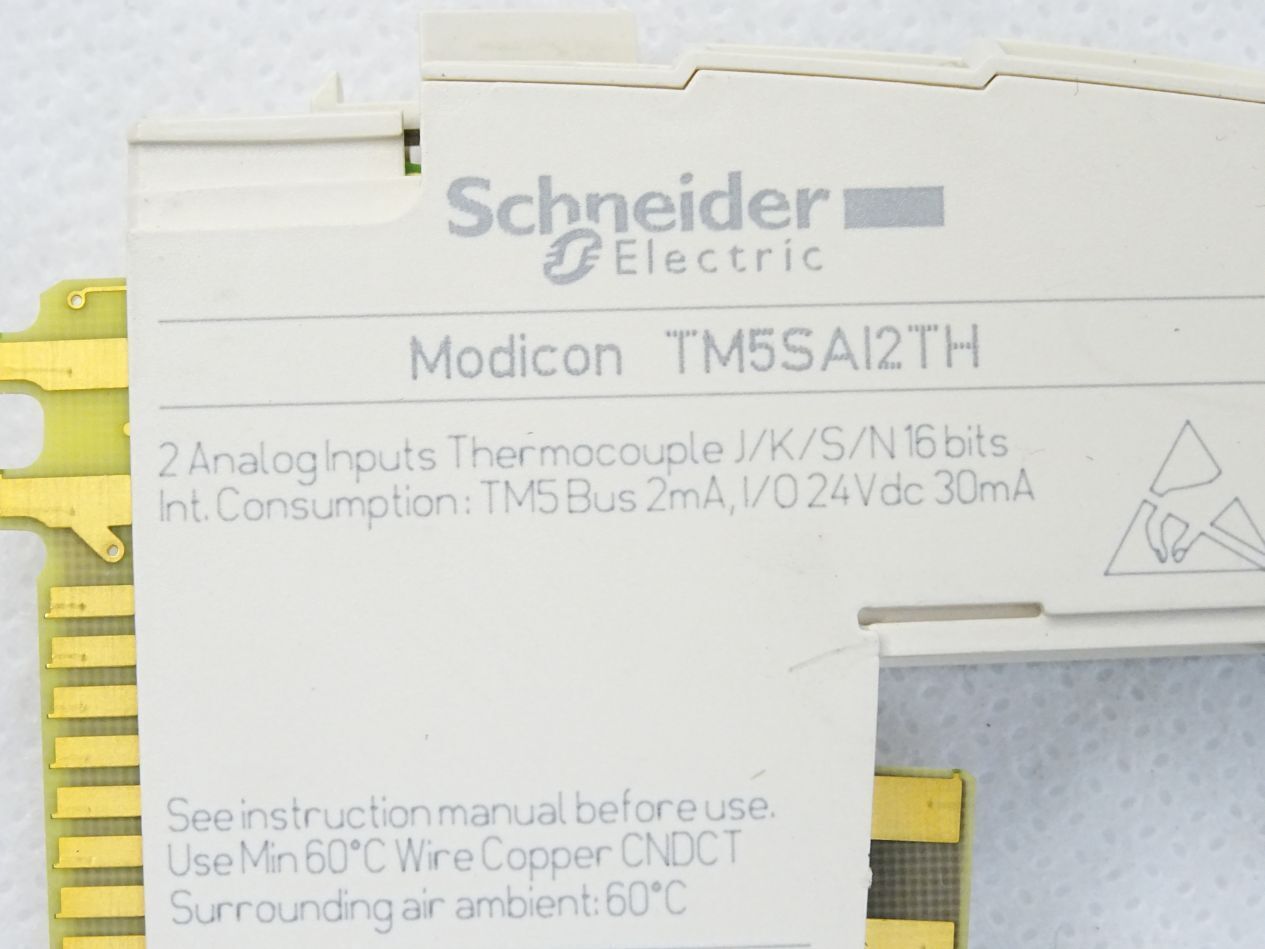 Schneider
Electric
Modicon TM5SAI2TH
2 Analog Inputs Thermocouple J/K/S/N 16 bits
Int. Consumption: TM5 Bus 2mA, I/O 24Vdc 30mA
See instruction manual before use.
Use Min 60°C Wire Copper CNDCT
Surrounding air ambient: 60°C